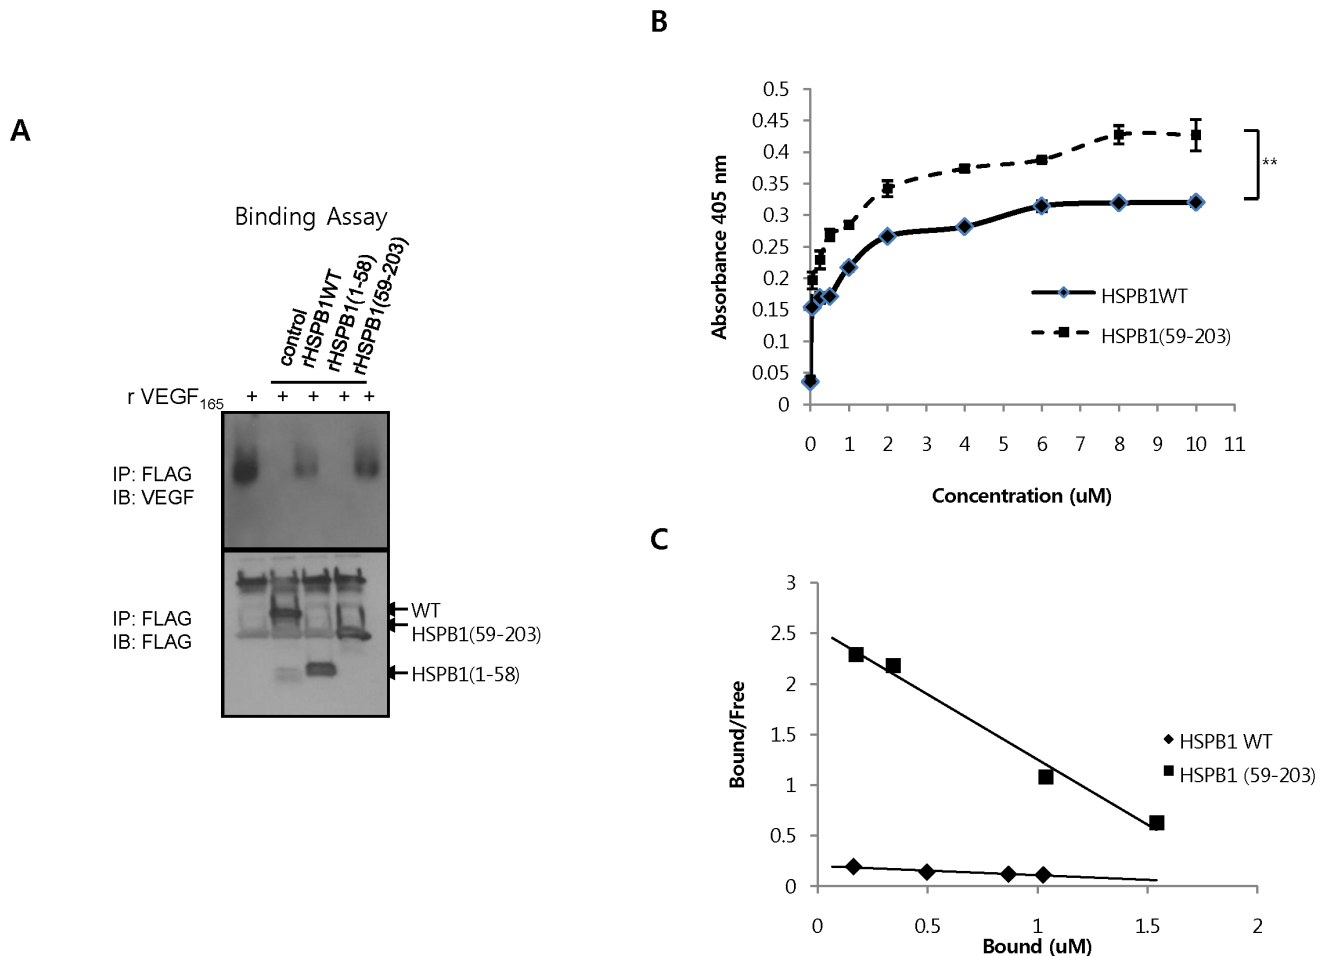 A
Binding Assay
control
rHSPB1WT
rHSPB1(1-58)
rHSPB1(59-203)
r VEGF165 + + + + +
IP: FLAG
IB: VEGF
IP: FLAG
IB: FLAG
WT
HSPB1(59-203)
HSPB1(1-58)
B
Absorbance 405 nm
0.5
0.45
0.4
0.35
0.3
0.25
0.2
0.15
0.1
0.05
0
0 1 2 3 4 5 6 7 8 9 10 11
Concentration (uM)
**
HSPB1WT
HSPB1(59-203)
C
Bound/Free
3
2.5
2
1.5
1
0.5
0
0 0.5 1 1.5 2
Bound (uM)
HSPB1 WT
HSPB1 (59-203)